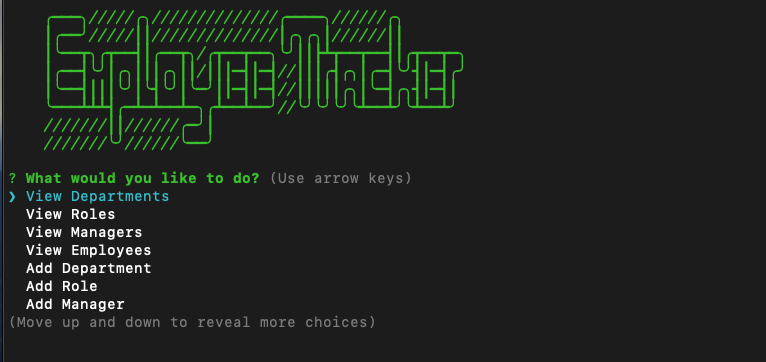 Employee Tracker
? What would you like to do? (Use arrow keys)
❯ View Departments
View Roles
View Managers
View Employees
Add Department
Add Role
Add Manager
(Move up and down to reveal more choices)